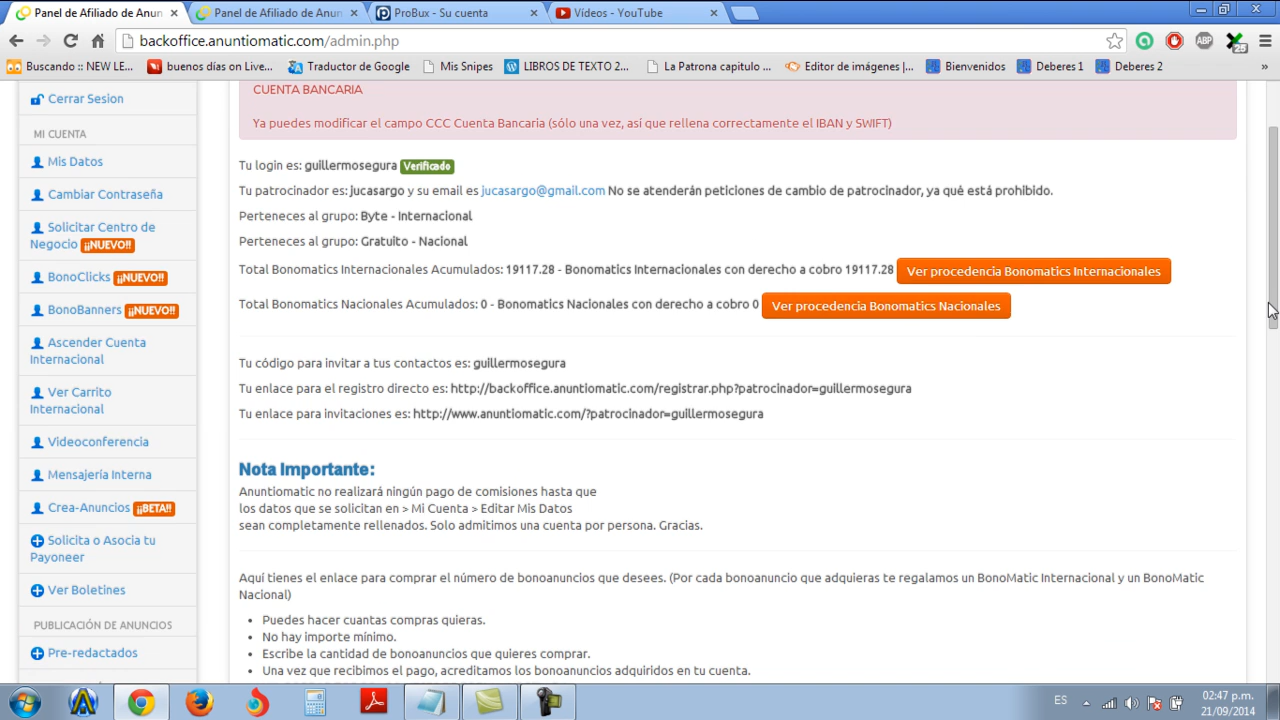 Panel de Afiliado de Anun
Panel de Afiliado de Anun
ProBux - Su cuenta
Vídeos - YouTube
backoffice.anuntiomatic.com/admin.php
ABP
25
Buscando :: NEW LE...
buenos días on Live...
Traductor de Google
Mis Snipes
LIBROS DE TEXTO 2...
La Patrona capitulo ...
Editor de imágenes |...
Bienvenidos
Deberes 1
Deberes 2
»
Cerrar Sesion
MI CUENTA
Mis Datos
Cambiar Contraseña
Solicitar Centro de
Negocio ¡¡NUEVO!!
BonoClicks ¡¡NUEVO!!
BonoBanners ¡¡NUEVO!!
Ascender Cuenta
Internacional
Ver Carrito
Internacional
Videoconferencia
Mensajería Interna
Crea-Anuncios ¡¡BETA!!
Solicita o Asocia tu
Payoneer
Ver Boletines
PUBLICACIÓN DE ANUNCIOS
Pre-redactados
CUENTA BANCARIA
Ya puedes modificar el campo CCC Cuenta Bancaria (sólo una vez, asi que rellena correctamente el IBAN y SWIFT)
Tu login es: guillermosegura Verificado
Tu patrocinador es: jucasargo y su email es jucasargo@gmail.com No se atenderán peticiones de cambio de patrocinador, ya qué está prohibido.
Perteneces al grupo: Byte - Internacional
Perteneces al grupo: Gratuito - Nacional
Total Bonomatics Internacionales Acumulados: 19117.28 - Bonomatics Internacionales con derecho a cobro 19117.28 Ver procedencia Bonomatics Internacionales
Total Bonomatics Nacionales Acumulados: 0 - Bonomatics Nacionales con derecho a cobro 0 Ver procedencia Bonomatics Nacionales
Tu código para invitar a tus contactos es: guillermosegura
Tu enlace para el registro directo es: http://backoffice.anuntiomatic.com/registrar.php?patrocinador=guillermosegura
Tu enlace para invitaciones es: http://www.anuntiomatic.com/?patrocinador=guillermosegura
Nota Importante:
Anuntiomatic no realizará ningún pago de comisiones hasta que
los datos que se solicitan en > Mi Cuenta > Editar Mis Datos
sean completamente rellenados. Solo admitimos una cuenta por persona. Gracias.
Aquí tienes el enlace para comprar el número de bonoanuncios que desees. (Por cada bonoanuncio que adquieras te regalamos un BonoMatic Internacional y un BonoMatic
Nacional)
• Puedes hacer cuantas compras quieras.
• No hay importe mínimo.
• Escribe la cantidad de bonoanuncios que quieres comprar.
• Una vez que recibimos el pago, acreditamos los bonoanuncios adquiridos en tu cuenta.
ES
02:47 p.m.
21/09/2014